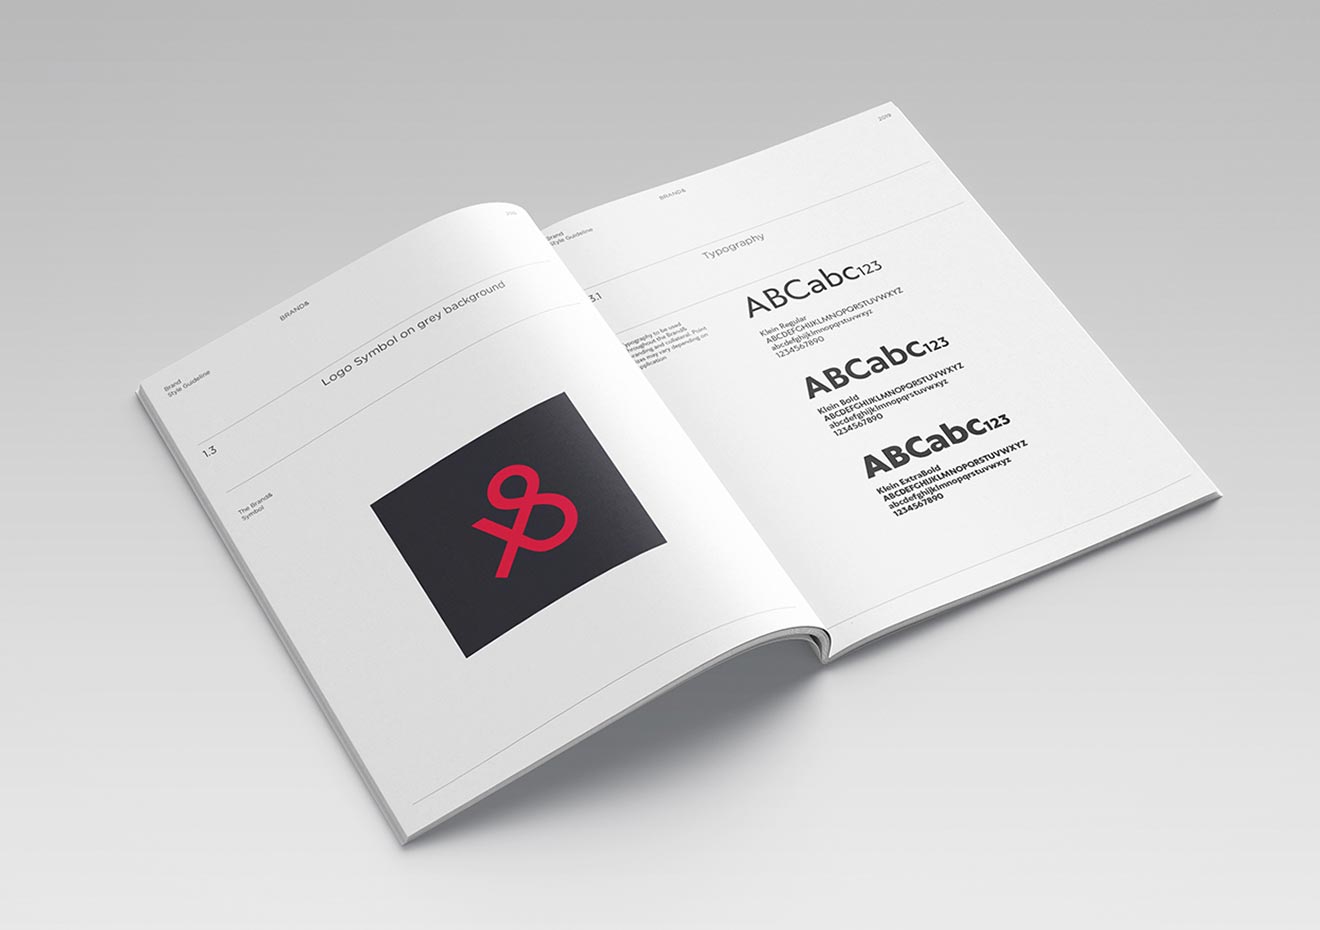 BRAND&
Brand
Style Guideline
Logo Symbol on grey background
1.3
The Brand&
Symbol
&
2019
BRAND&
Brand
Style Guideline
Typography
3.1
typography to be used
throughout the Brand&
branding and collateral. Point
sizes may vary depending on
application
ABCabc123
Klein Regular
ABCDEFGHIJKLMNOPQRSTUVWXYZ
abcdefghijklmnopqrstuvwxyz
1234567890
ABCabc123
Klein Bold
ABCDEFGHIJKLMNOPQRSTUVWXYZ
abcdefghijklmnopqrstuvwxyz
1234567890
ABCabc123
Klein ExtraBold
ABCDEFGHIJKLMNOPQRSTUVWXYZ
abcdefghijklmnopqrstuvwxyz
1234567890